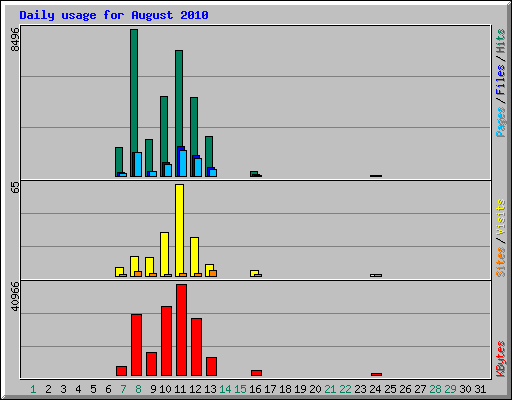 Daily usage for August 2010
8496
Pages / Files / Hits
65
Sites / Visits
40966
KBytes
1 2 3 4 5 6 7 8 9 10 11 12 13 14 15 16 17 18 19 20 21 22 23 24 25 26 27 28 29 30 31